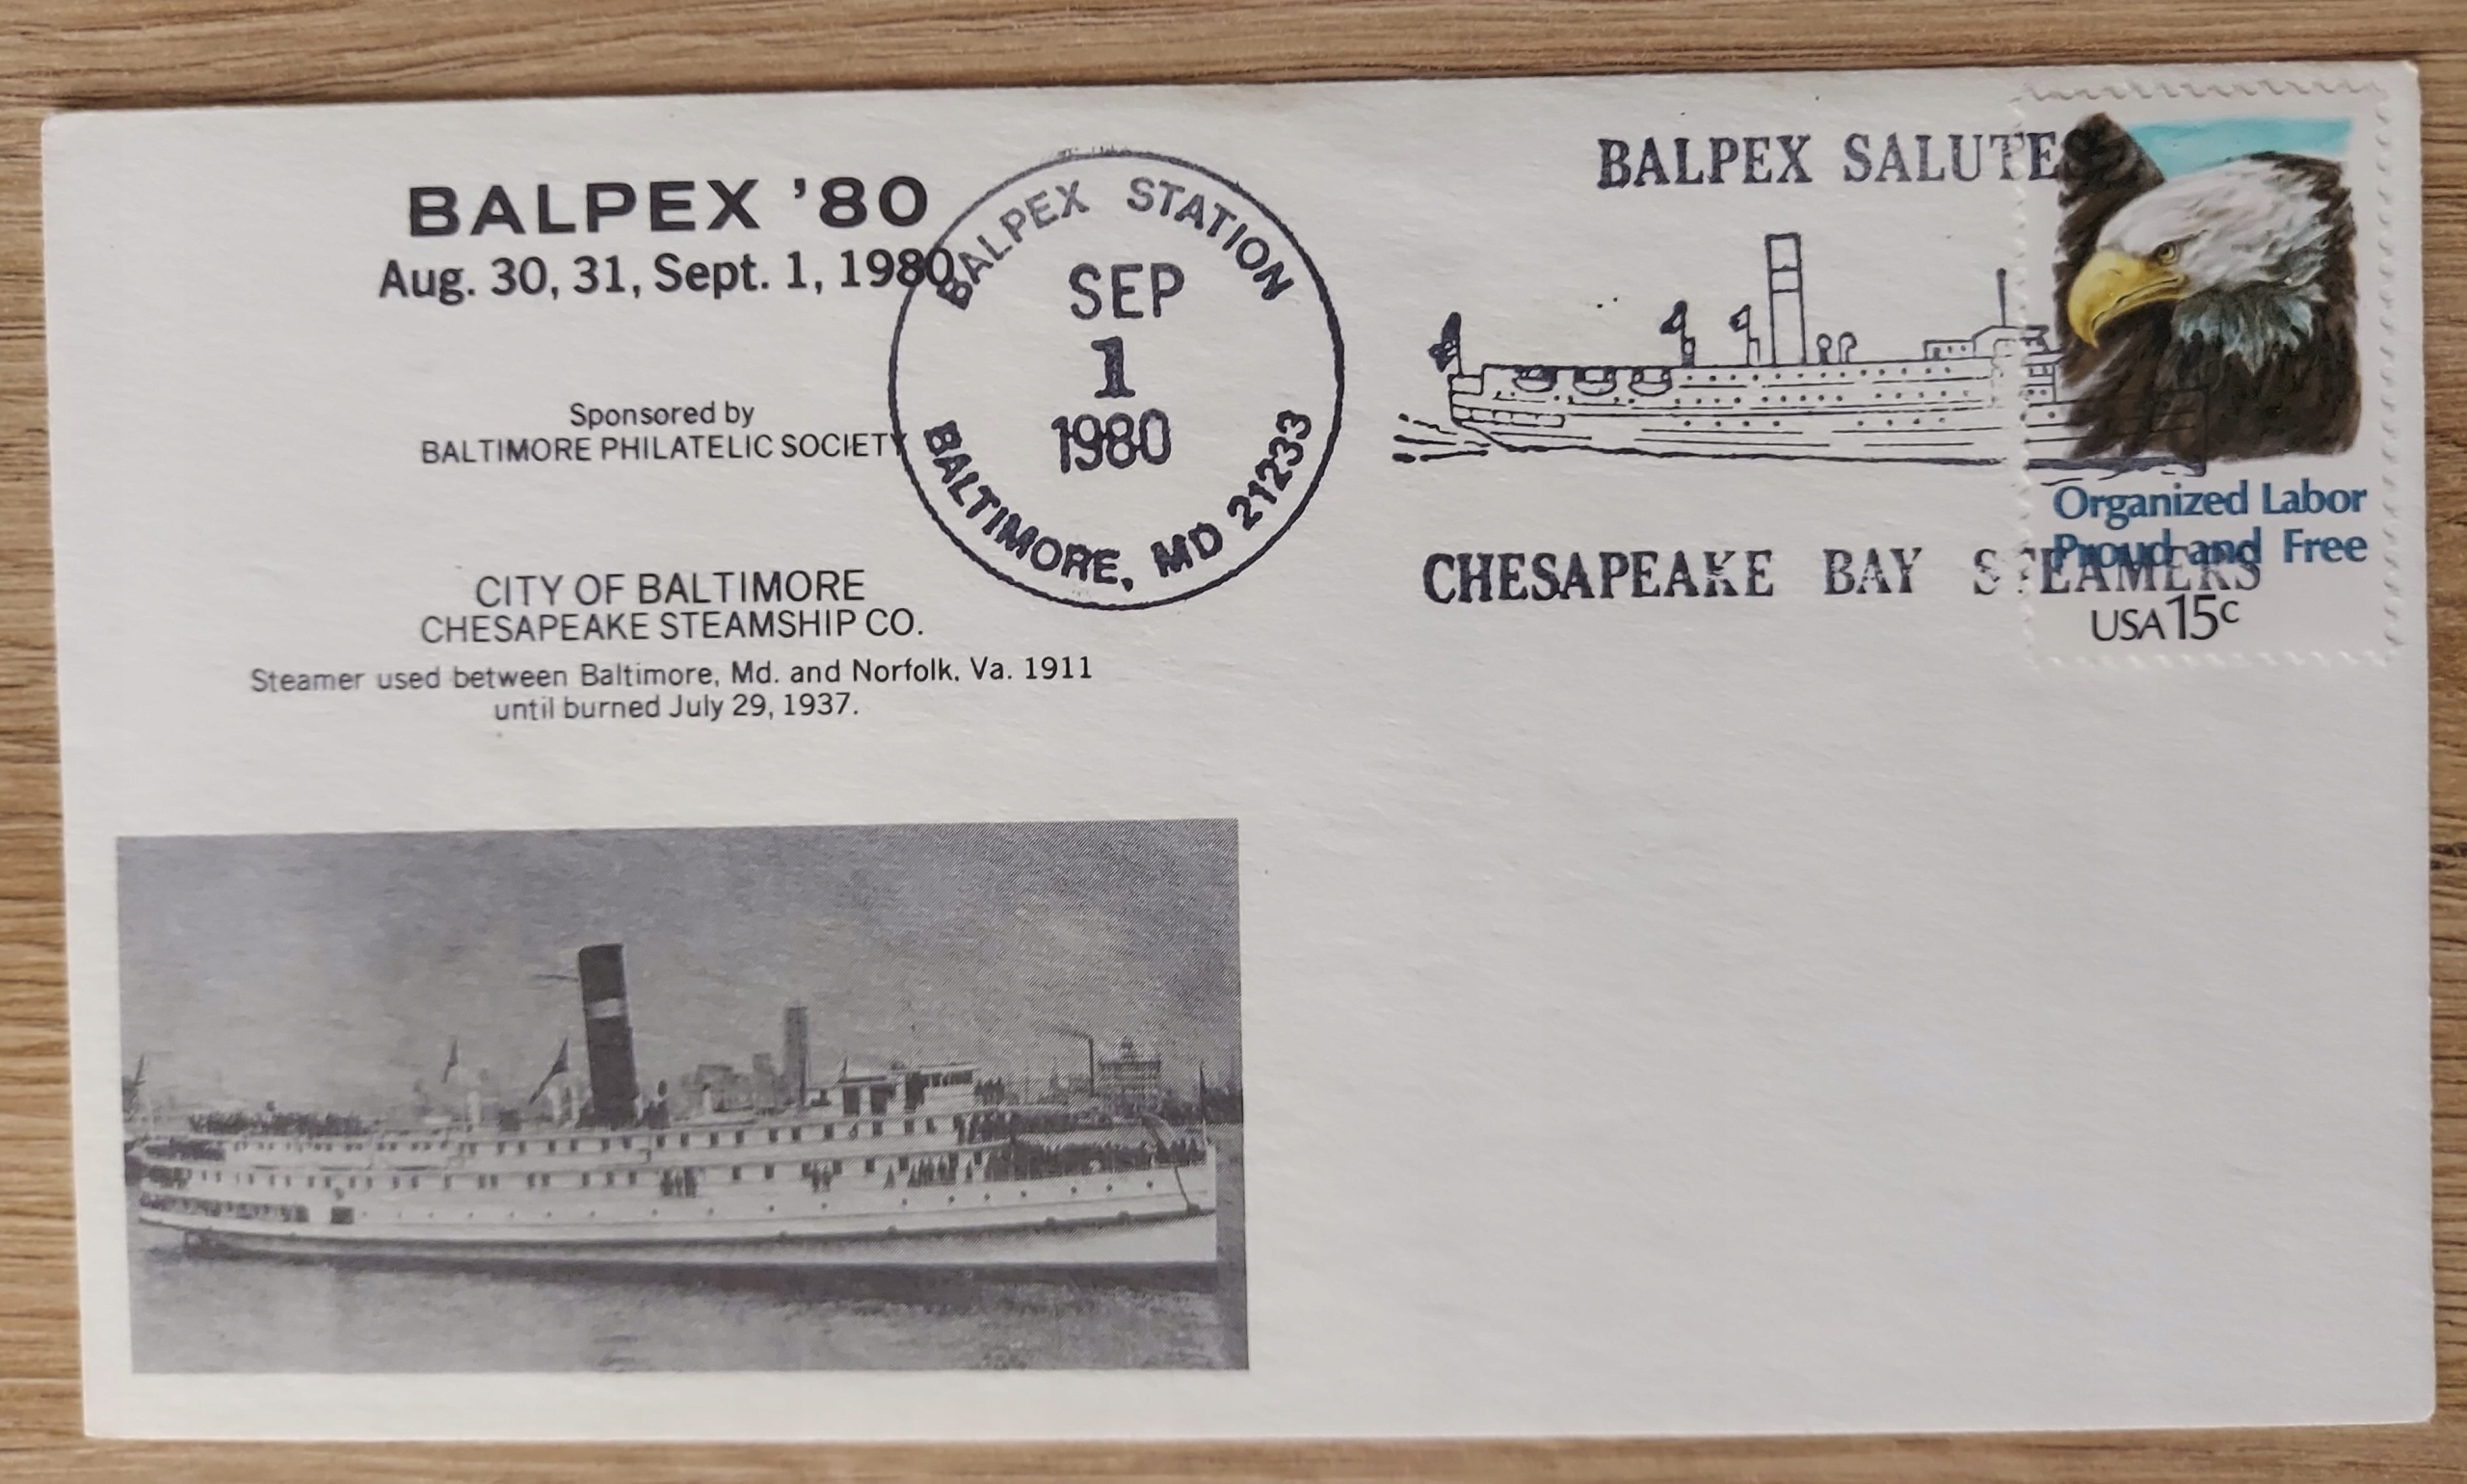 BALPEX '80
Aug. 30, 31, Sept. 1, 1980
Sponsored by
BALTIMORE PHILATELIC SOCIETY
CITY OF BALTIMORE
CHESAPEAKE STEAMSHIP CO.
Steamer used between Baltimore, Md. and Norfolk, Va. 1911
until burned July 29, 1937.
BALPEX STATION
SEP
1
1980
BALTIMORE, MD 21233
BALPEX SALUTES
CHESAPEAKE BAY STEAMERS
Organized Labor
Proud and Free
USA 15c